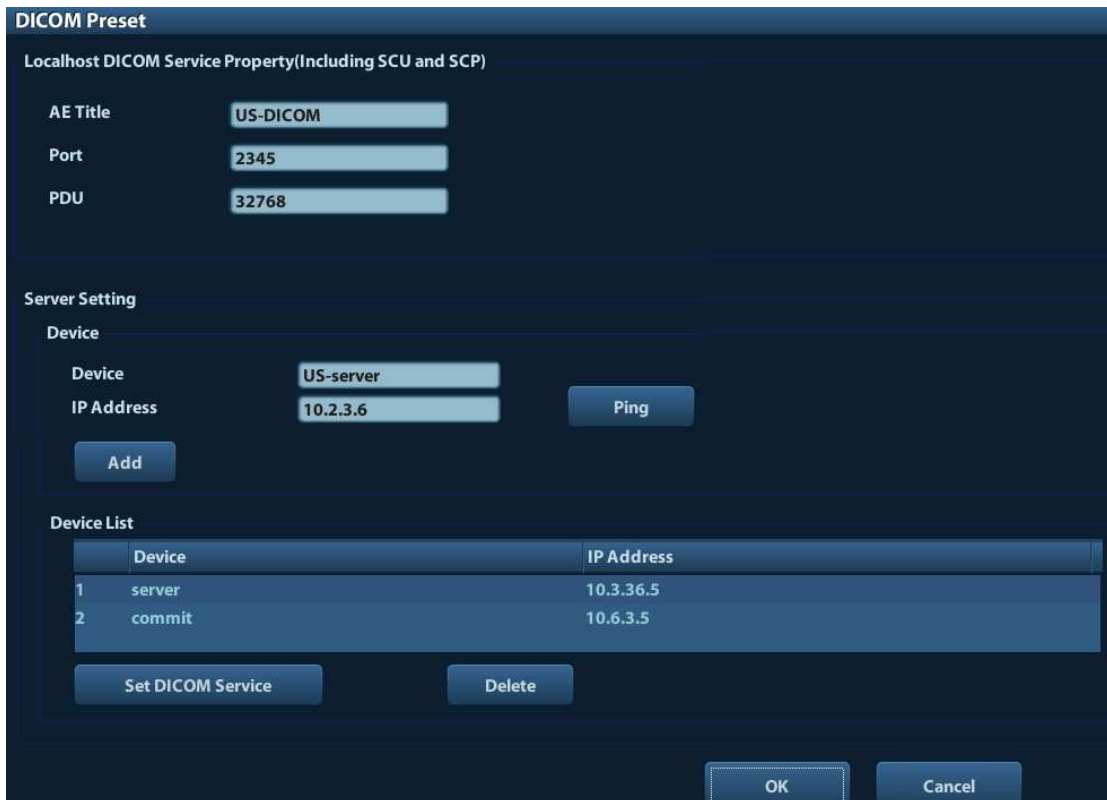 DICOM Preset
Localhost DICOM Service Property(Including SCU and SCP)
AE Title US-DICOM
Port 2345
PDU 32768
Server Setting
Device
Device US-server
IP Address 10.2.3.6 Ping
Add
Device List
Device IP Address
1 server 10.3.36.5
2 commit 10.6.3.5
Set DICOM Service Delete
OK Cancel